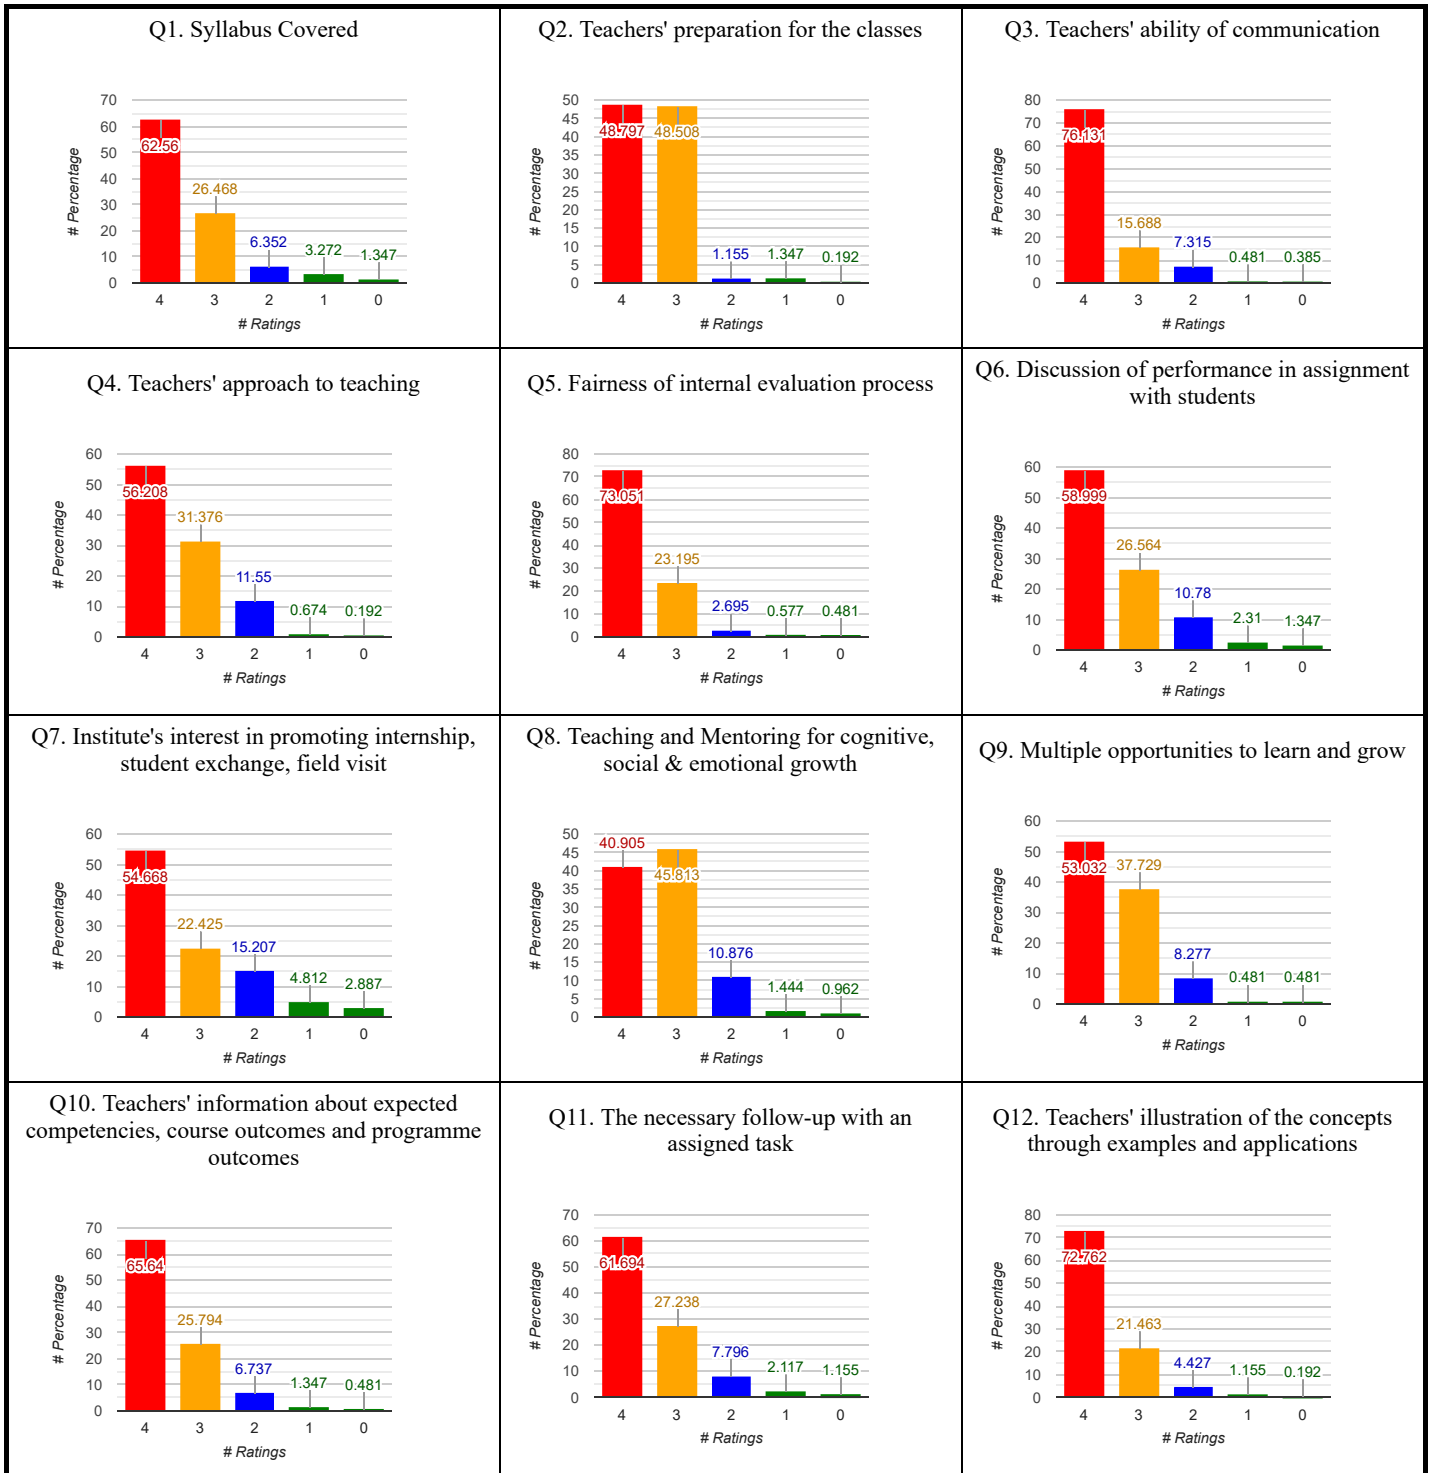 Q1. Syllabus Covered
70
60
50
40
30
20
10
0
# Percentage
62.56
26.468
6.352
3.272
1.347
4 3 2 1 0
# Ratings
Q2. Teachers' preparation for the classes
50
45
40
35
30
25
20
15
10
5
0
# Percentage
48.797
48.508
1.155
1.347
0.192
4 3 2 1 0
# Ratings
Q3. Teachers' ability of communication
80
70
60
50
40
30
20
10
0
# Percentage
76.131
15.688
7.315
0.481
0.385
4 3 2 1 0
# Ratings
Q4. Teachers' approach to teaching
60
50
40
30
20
10
0
# Percentage
56.208
31.376
11.55
0.674
0.192
4 3 2 1 0
# Ratings
Q5. Fairness of internal evaluation process
80
70
60
50
40
30
20
10
0
# Percentage
73.051
23.195
2.695
0.577
0.481
4 3 2 1 0
# Ratings
Q6. Discussion of performance in assignment
with students
60
50
40
30
20
10
0
# Percentage
58.999
26.564
10.78
2.31
1.347
4 3 2 1 0
# Ratings
Q7. Institute's interest in promoting internship,
student exchange, field visit
60
50
40
30
20
10
0
# Percentage
54.668
22.425
15.207
4.812
2.887
4 3 2 1 0
# Ratings
Q8. Teaching and Mentoring for cognitive,
social & emotional growth
50
45
40
35
30
25
20
15
10
5
0
# Percentage
40.905
45.813
10.876
1.444
0.962
4 3 2 1 0
# Ratings
Q9. Multiple opportunities to learn and grow
60
50
40
30
20
10
0
# Percentage
53.032
37.729
8.277
0.481
0.481
4 3 2 1 0
# Ratings
Q10. Teachers' information about expected
competencies, course outcomes and programme
outcomes
70
60
50
40
30
20
10
0
# Percentage
65.64
25.794
6.737
1.347
0.481
4 3 2 1 0
# Ratings
Q11. The necessary follow-up with an
assigned task
70
60
50
40
30
20
10
0
# Percentage
61.694
27.238
7.796
2.117
1.155
4 3 2 1 0
# Ratings
Q12. Teachers' illustration of the concepts
through examples and applications
80
70
60
50
40
30
20
10
0
# Percentage
72.762
21.463
4.427
1.155
0.192
4 3 2 1 0
# Ratings